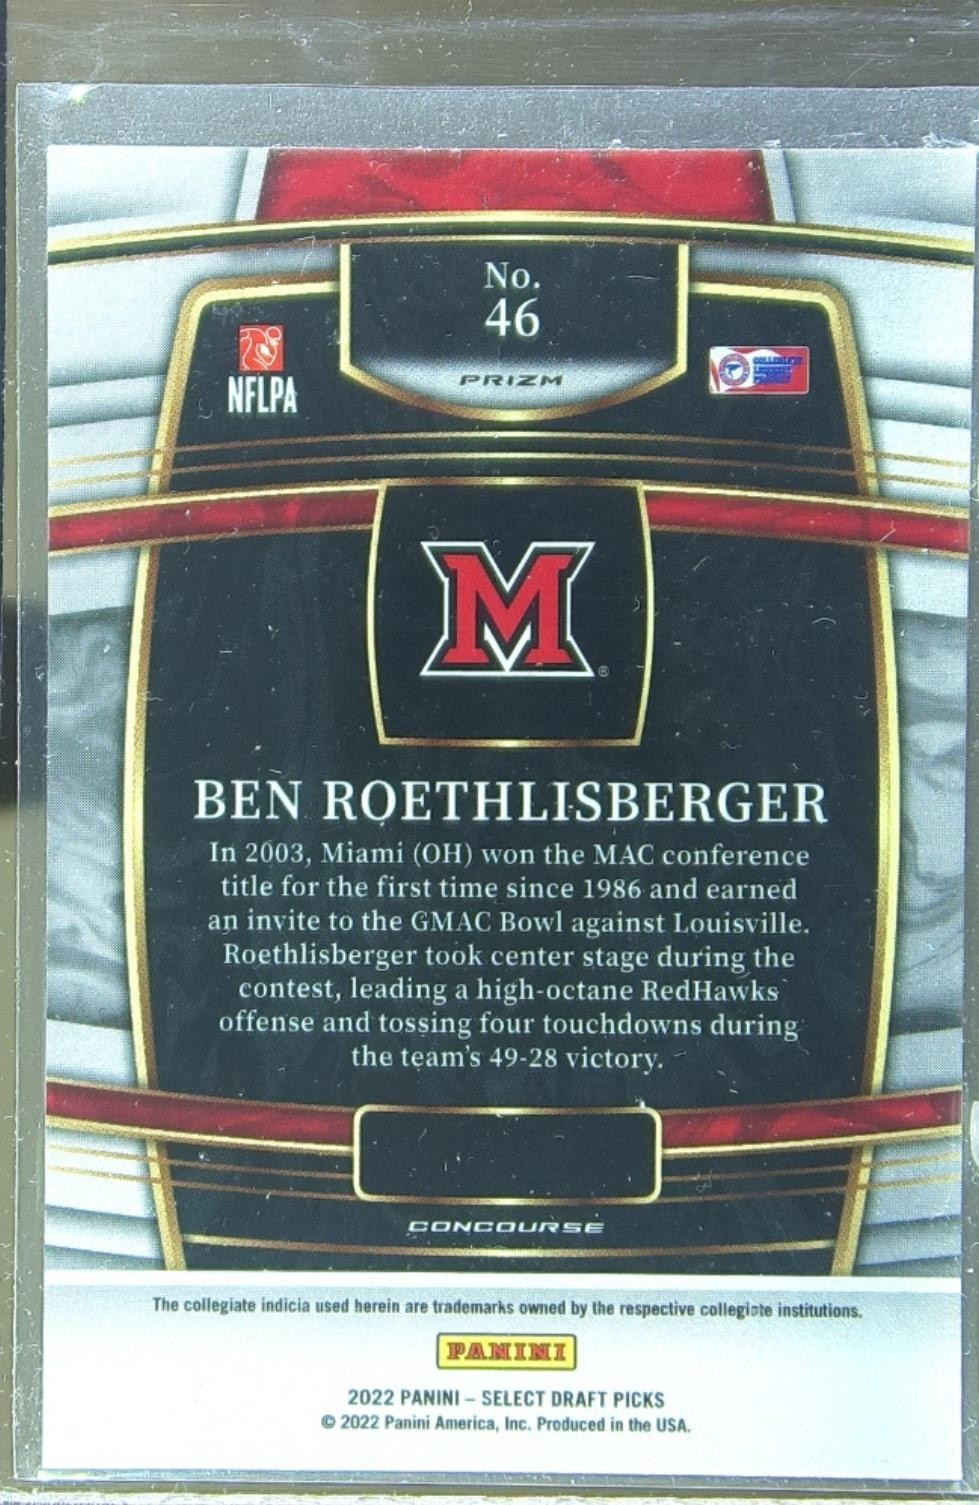 No.
46
PRIZM
NFLPA
M
®
BEN ROETHLISBERGER
In 2003, Miami (OH) won the MAC conference
title for the first time since 1986 and earned
an invite to the GMAC Bowl against Louisville.
Roethlisberger took center stage during the
contest, leading a high-octane RedHawks
offense and tossing four touchdowns during
the team's 49-28 victory.
CONCOURSE
The collegiate indicia used herein are trademarks owned by the respective collegiate institutions.
PANINI
2022 PANINI – SELECT DRAFT PICKS
© 2022 Panini America, Inc. Produced in the USA.